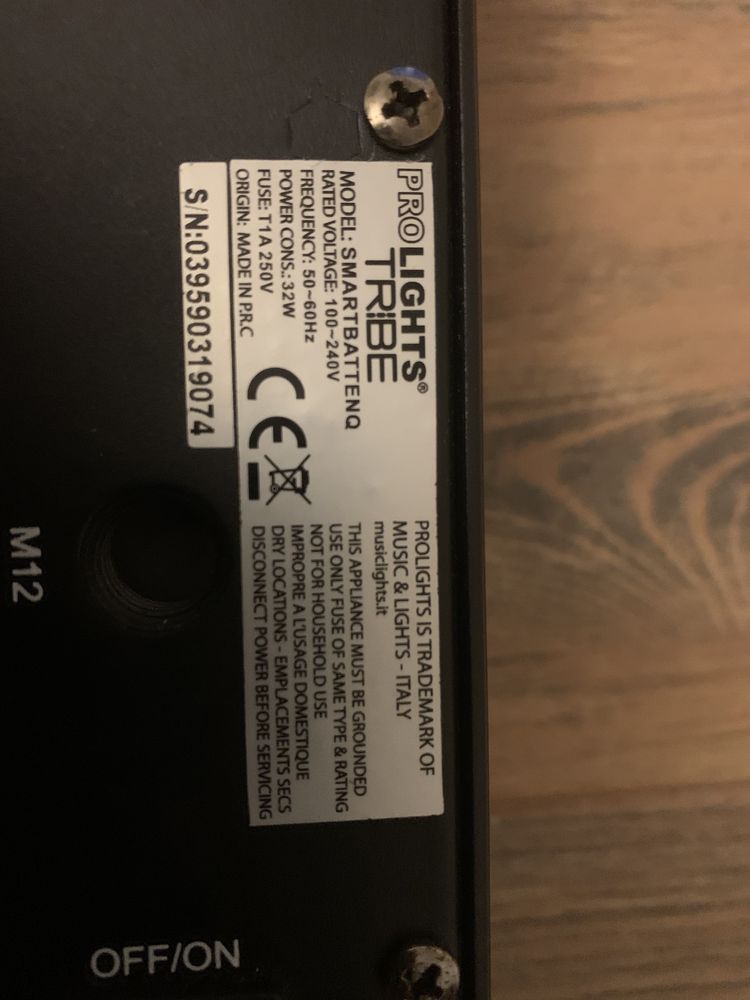 PROLIGHTS®
TRIBE
MODEL: SMARTBATTENQ
RATED VOLTAGE: 100~240V
FREQUENCY: 50~60Hz
POWER CONS.: 32W
FUSE: T1A 250V
ORIGIN: MADE IN P.R.C
CE
PROLIGHTS IS TRADEMARK OF
MUSIC & LIGHTS - ITALY
musiclights.it
THIS APPLIANCE MUST BE GROUNDED
USE ONLY FUSE OF SAME TYPE & RATING
NOT FOR HOUSEHOLD USE
IMPROPRE A L'USAGE DOMESTIQUE
DRY LOCATIONS - EMPLACEMENTS SECS
DISCONNECT POWER BEFORE SERVICING
S/N:039590319074
M12
OFF/ON